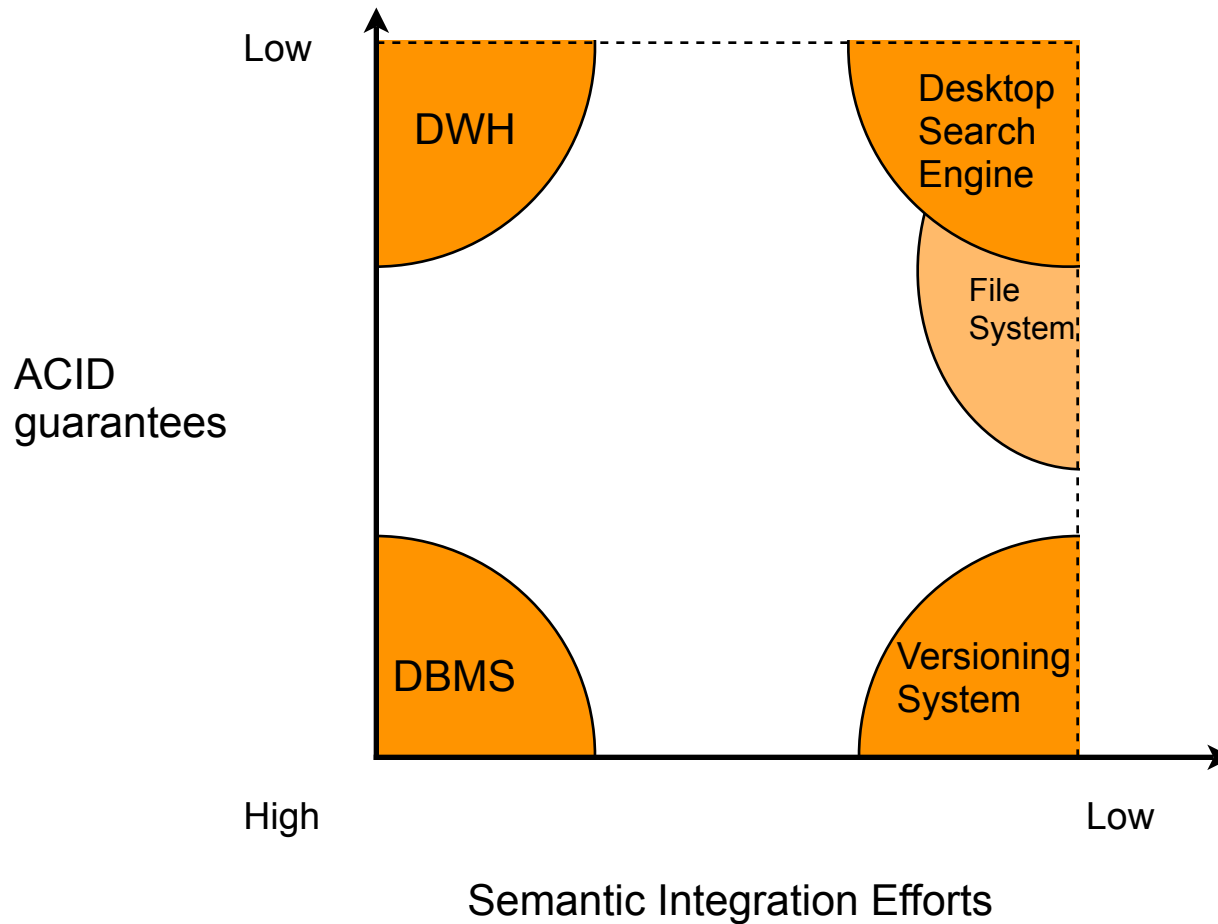 Low
DWH
Desktop
Search
Engine
File
System
ACID
guarantees
DBMS
Versioning
System
High
Low
Semantic Integration Efforts